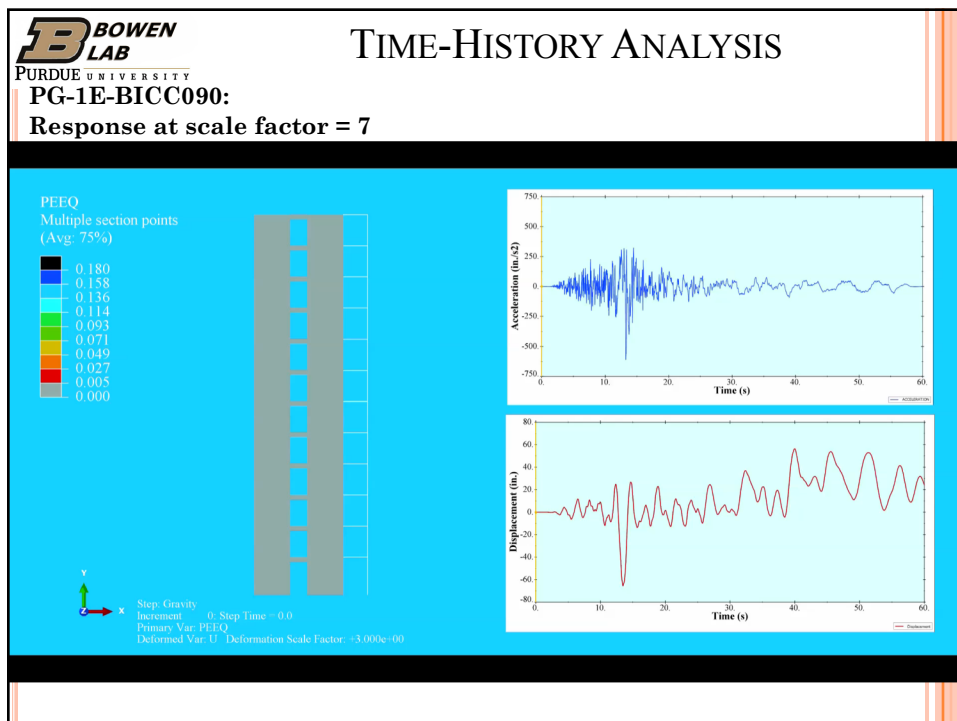 BOWEN
LAB
PURDUE UNIVERSITY
TIME-HISTORY ANALYSIS
PG-1E-BICC090:
Response at scale factor = 7
PEEQ
Multiple section points
(Avg: 75%)
0.180
0.158
0.136
0.114
0.093
0.071
0.049
0.027
0.005
0.000
Y
Z X
Step: Gravity
Increment 0: Step Time = 0.0
Primary Var: PEEQ
Deformed Var: U Deformation Scale Factor: +3.000e+00
Acceleration (in./s2)
750.
500.
250.
0.
-250.
-500.
-750.
0. 10. 20. 30. 40. 50. 60.
Time (s)
ACCELERATION
Displacement (in.)
80.
60.
40.
20.
0.
-20.
-40.
-60.
-80.
0. 10. 20. 30. 40. 50. 60.
Time (s)
Displacement